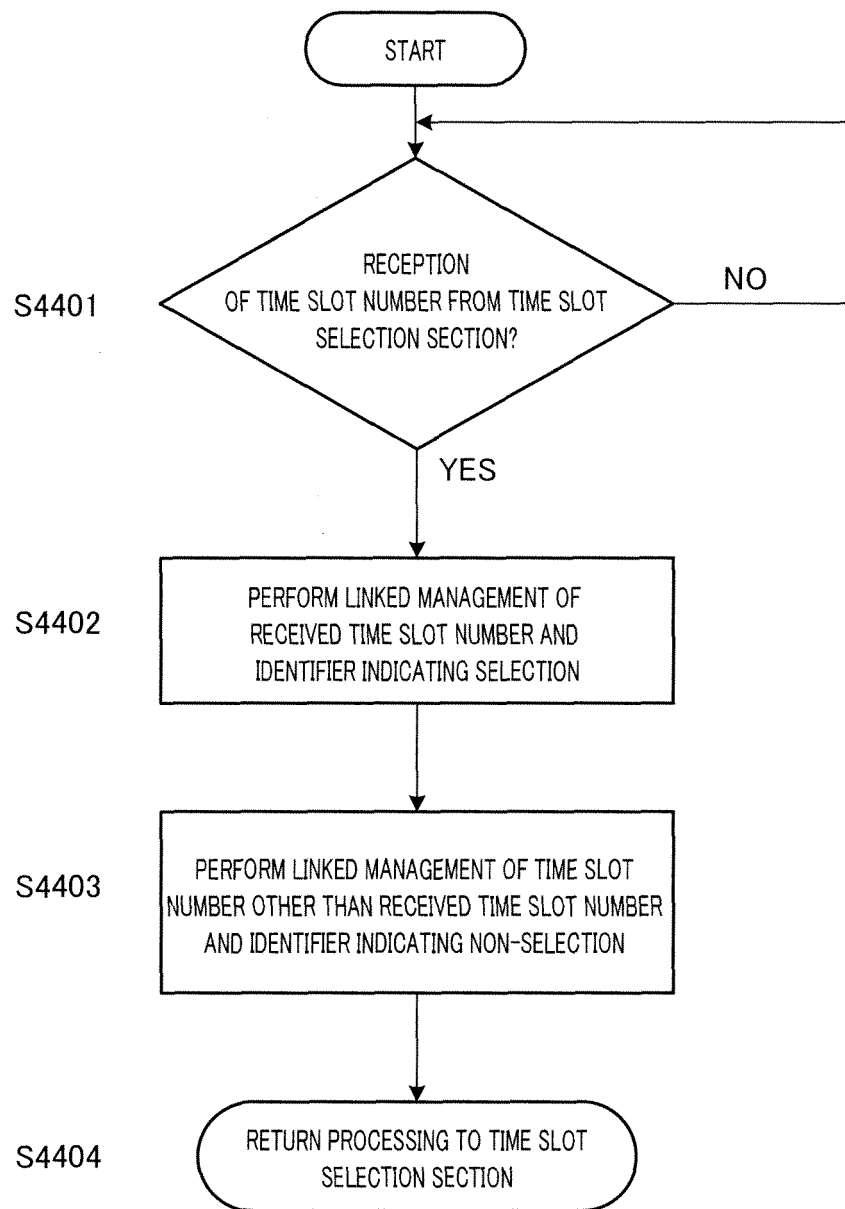 START
RECEPTION
OF TIME SLOT NUMBER FROM TIME SLOT
SELECTION SECTION?
NO
S4401
YES
PERFORM LINKED MANAGEMENT OF
RECEIVED TIME SLOT NUMBER AND
IDENTIFIER INDICATING SELECTION
S4402
PERFORM LINKED MANAGEMENT OF TIME SLOT
NUMBER OTHER THAN RECEIVED TIME SLOT NUMBER
AND IDENTIFIER INDICATING NON-SELECTION
S4403
RETURN PROCESSING TO TIME SLOT
SELECTION SECTION
S4404